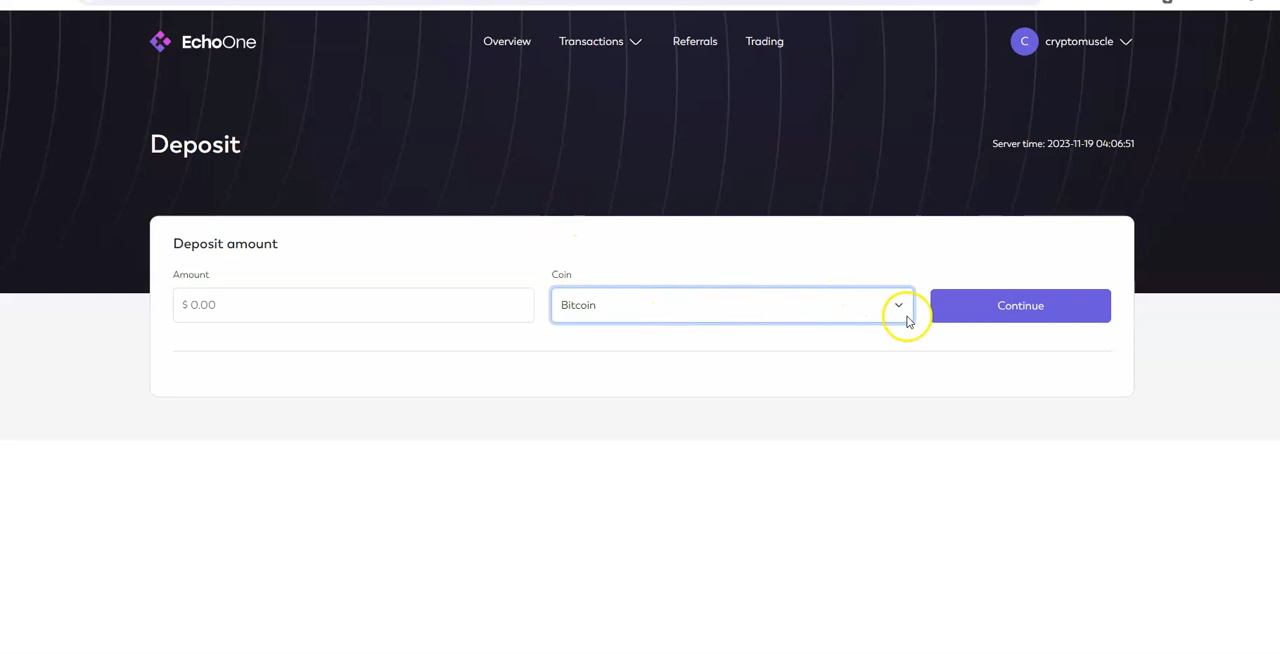 EchoOne
Overview
Transactions
Referrals
Trading
C
cryptomuscle
Deposit
Server time: 2023-11-19 04:06:51
Deposit amount
Amount
Coin
$ 0.00
Bitcoin
Continue